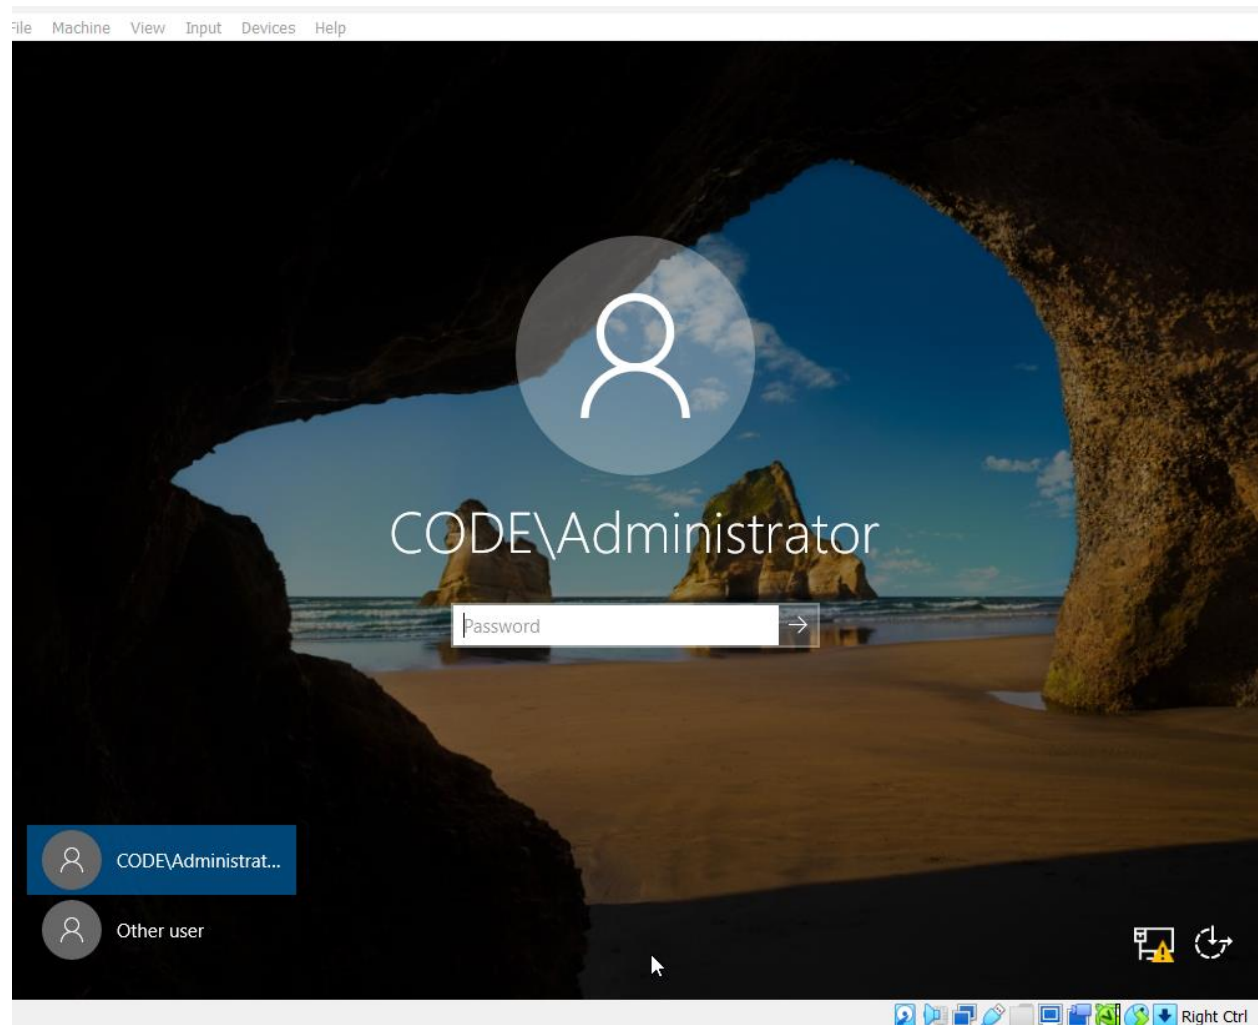 File Machine View Input Devices Help
CODE\Administrator
Password
CODE\Administrat...
Other user
Right Ctrl